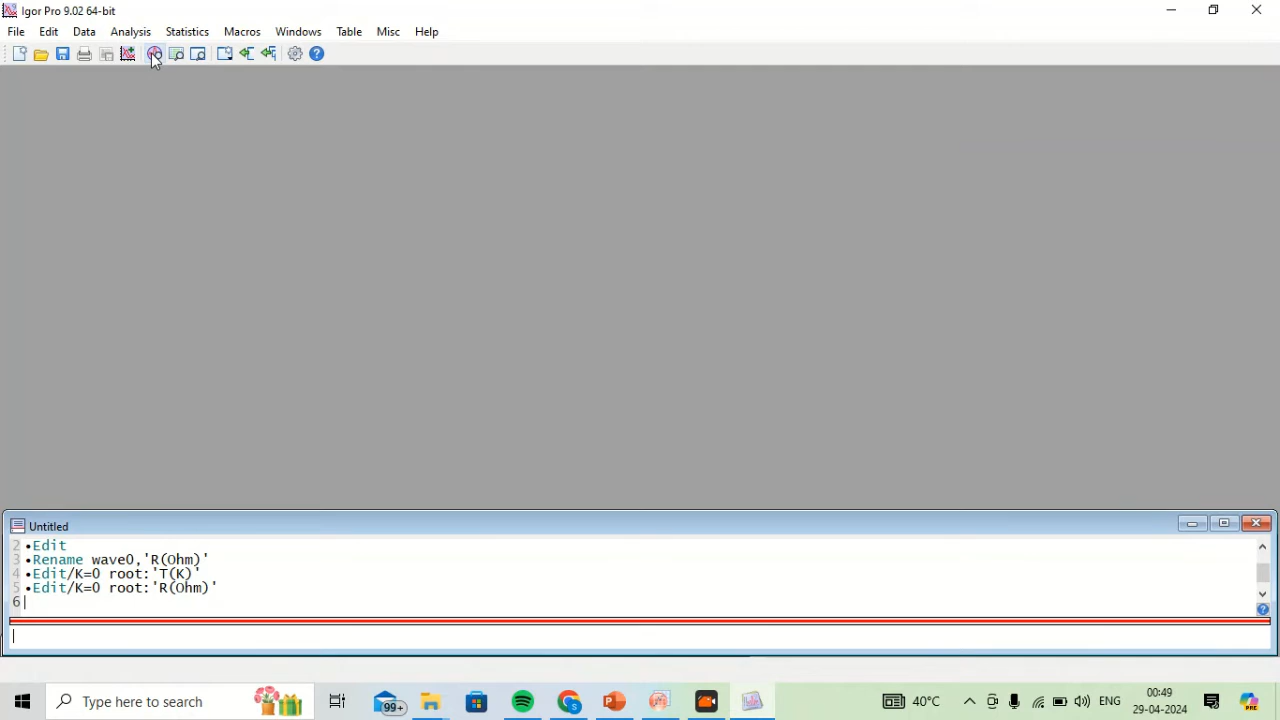 Igor Pro 9.02 64-bit
File Edit Data Analysis Statistics Macros Windows Table Misc Help
Untitled
2 •Edit
3 •Rename wave0,'R(Ohm)'
4 •Edit/K=0 root:'T(K)'
5 •Edit/K=0 root:'R(Ohm)'
6
Type here to search
99+
40°C
ENG
00:49
29-04-2024
PRE